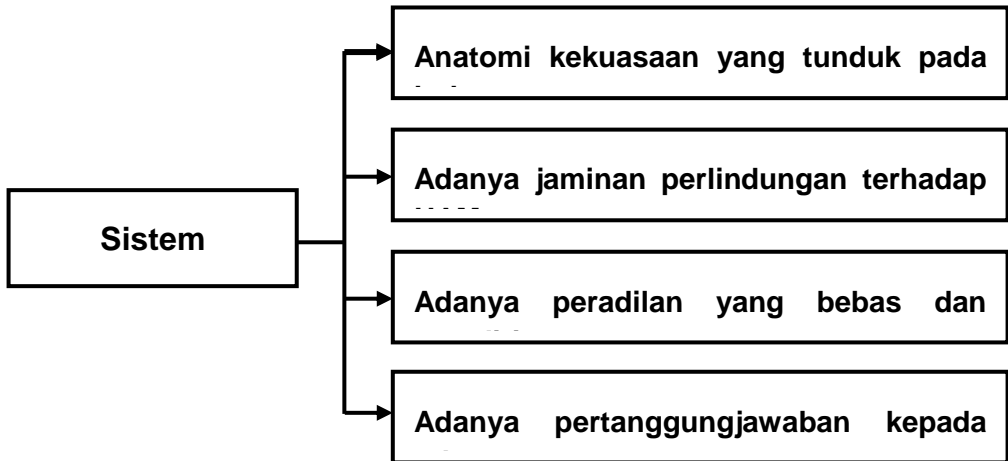 Anatomi kekuasaan yang tunduk pada
Adanya jaminan perlindungan terhadap
Sistem
Adanya peradilan yang bebas dan
Adanya pertanggungjawaban kepada